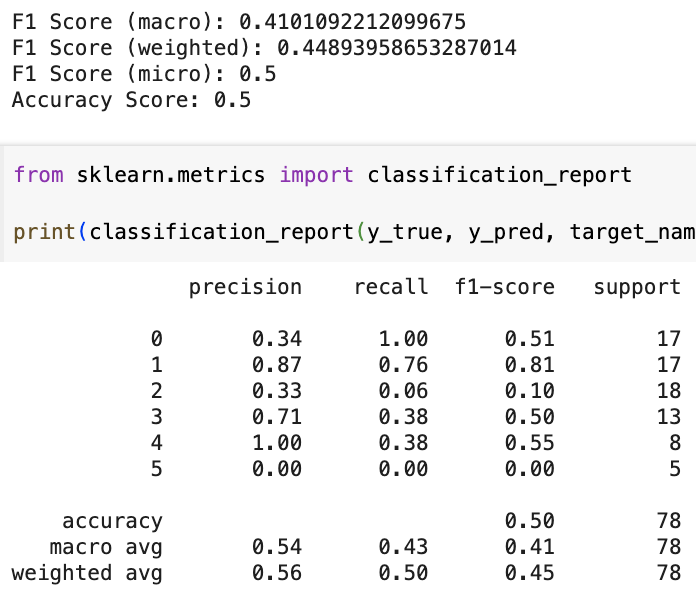 F1 Score (macro): 0.4101092212099675
F1 Score (weighted): 0.44893958653287014
F1 Score (micro): 0.5
Accuracy Score: 0.5
from sklearn.metrics import classification_report
print(classification_report(y_true, y_pred, target_nam
precision recall f1-score support
0 0.34 1.00 0.51 17
1 0.87 0.76 0.81 17
2 0.33 0.06 0.10 18
3 0.71 0.38 0.50 13
4 1.00 0.38 0.55 8
5 0.00 0.00 0.00 5
accuracy 0.50 78
macro avg 0.54 0.43 0.41 78
weighted avg 0.56 0.50 0.45 78